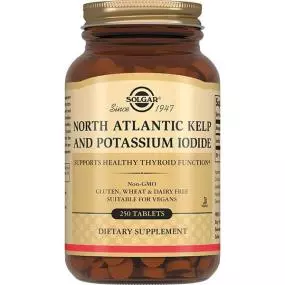 SOLGAR®
Since 1947
NORTH ATLANTIC KELP
AND POTASSIUM IODIDE
SUPPORTS HEALTHY THYROID FUNCTION*
Non-GMO
GLUTEN, WHEAT & DAIRY FREE
SUITABLE FOR VEGANS
250 TABLETS
DIETARY SUPPLEMENT